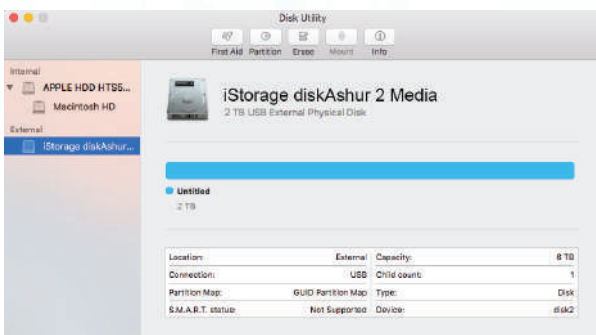 Disk Utility
First Aid Partition Erase Mount Info
Internal
APPLE HDD HTS5...
Macintosh HD
External
iStorage diskAshur...
iStorage diskAshur 2 Media
2 TB USB External Physical Disk
Untitled
2 TB
Location: External Capacity: 6 TB
Connection: USB Child count: 1
Partition Map: GUID Partition Map Type: Disk
S.M.A.R.T. status: Not Supported Device: disk2